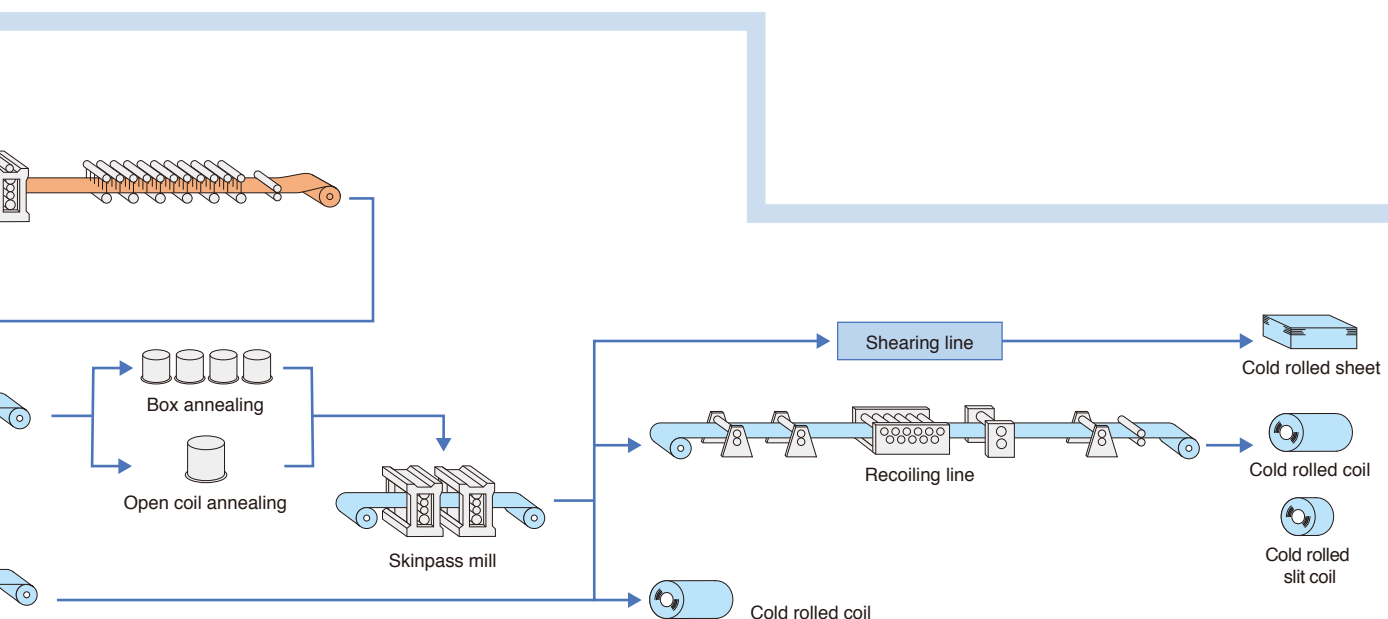 Shearing line
Cold rolled sheet
Box annealing
Open coil annealing
Recoiling line
Cold rolled coil
Skinpass mill
Cold rolled
slit coil
Cold rolled coil